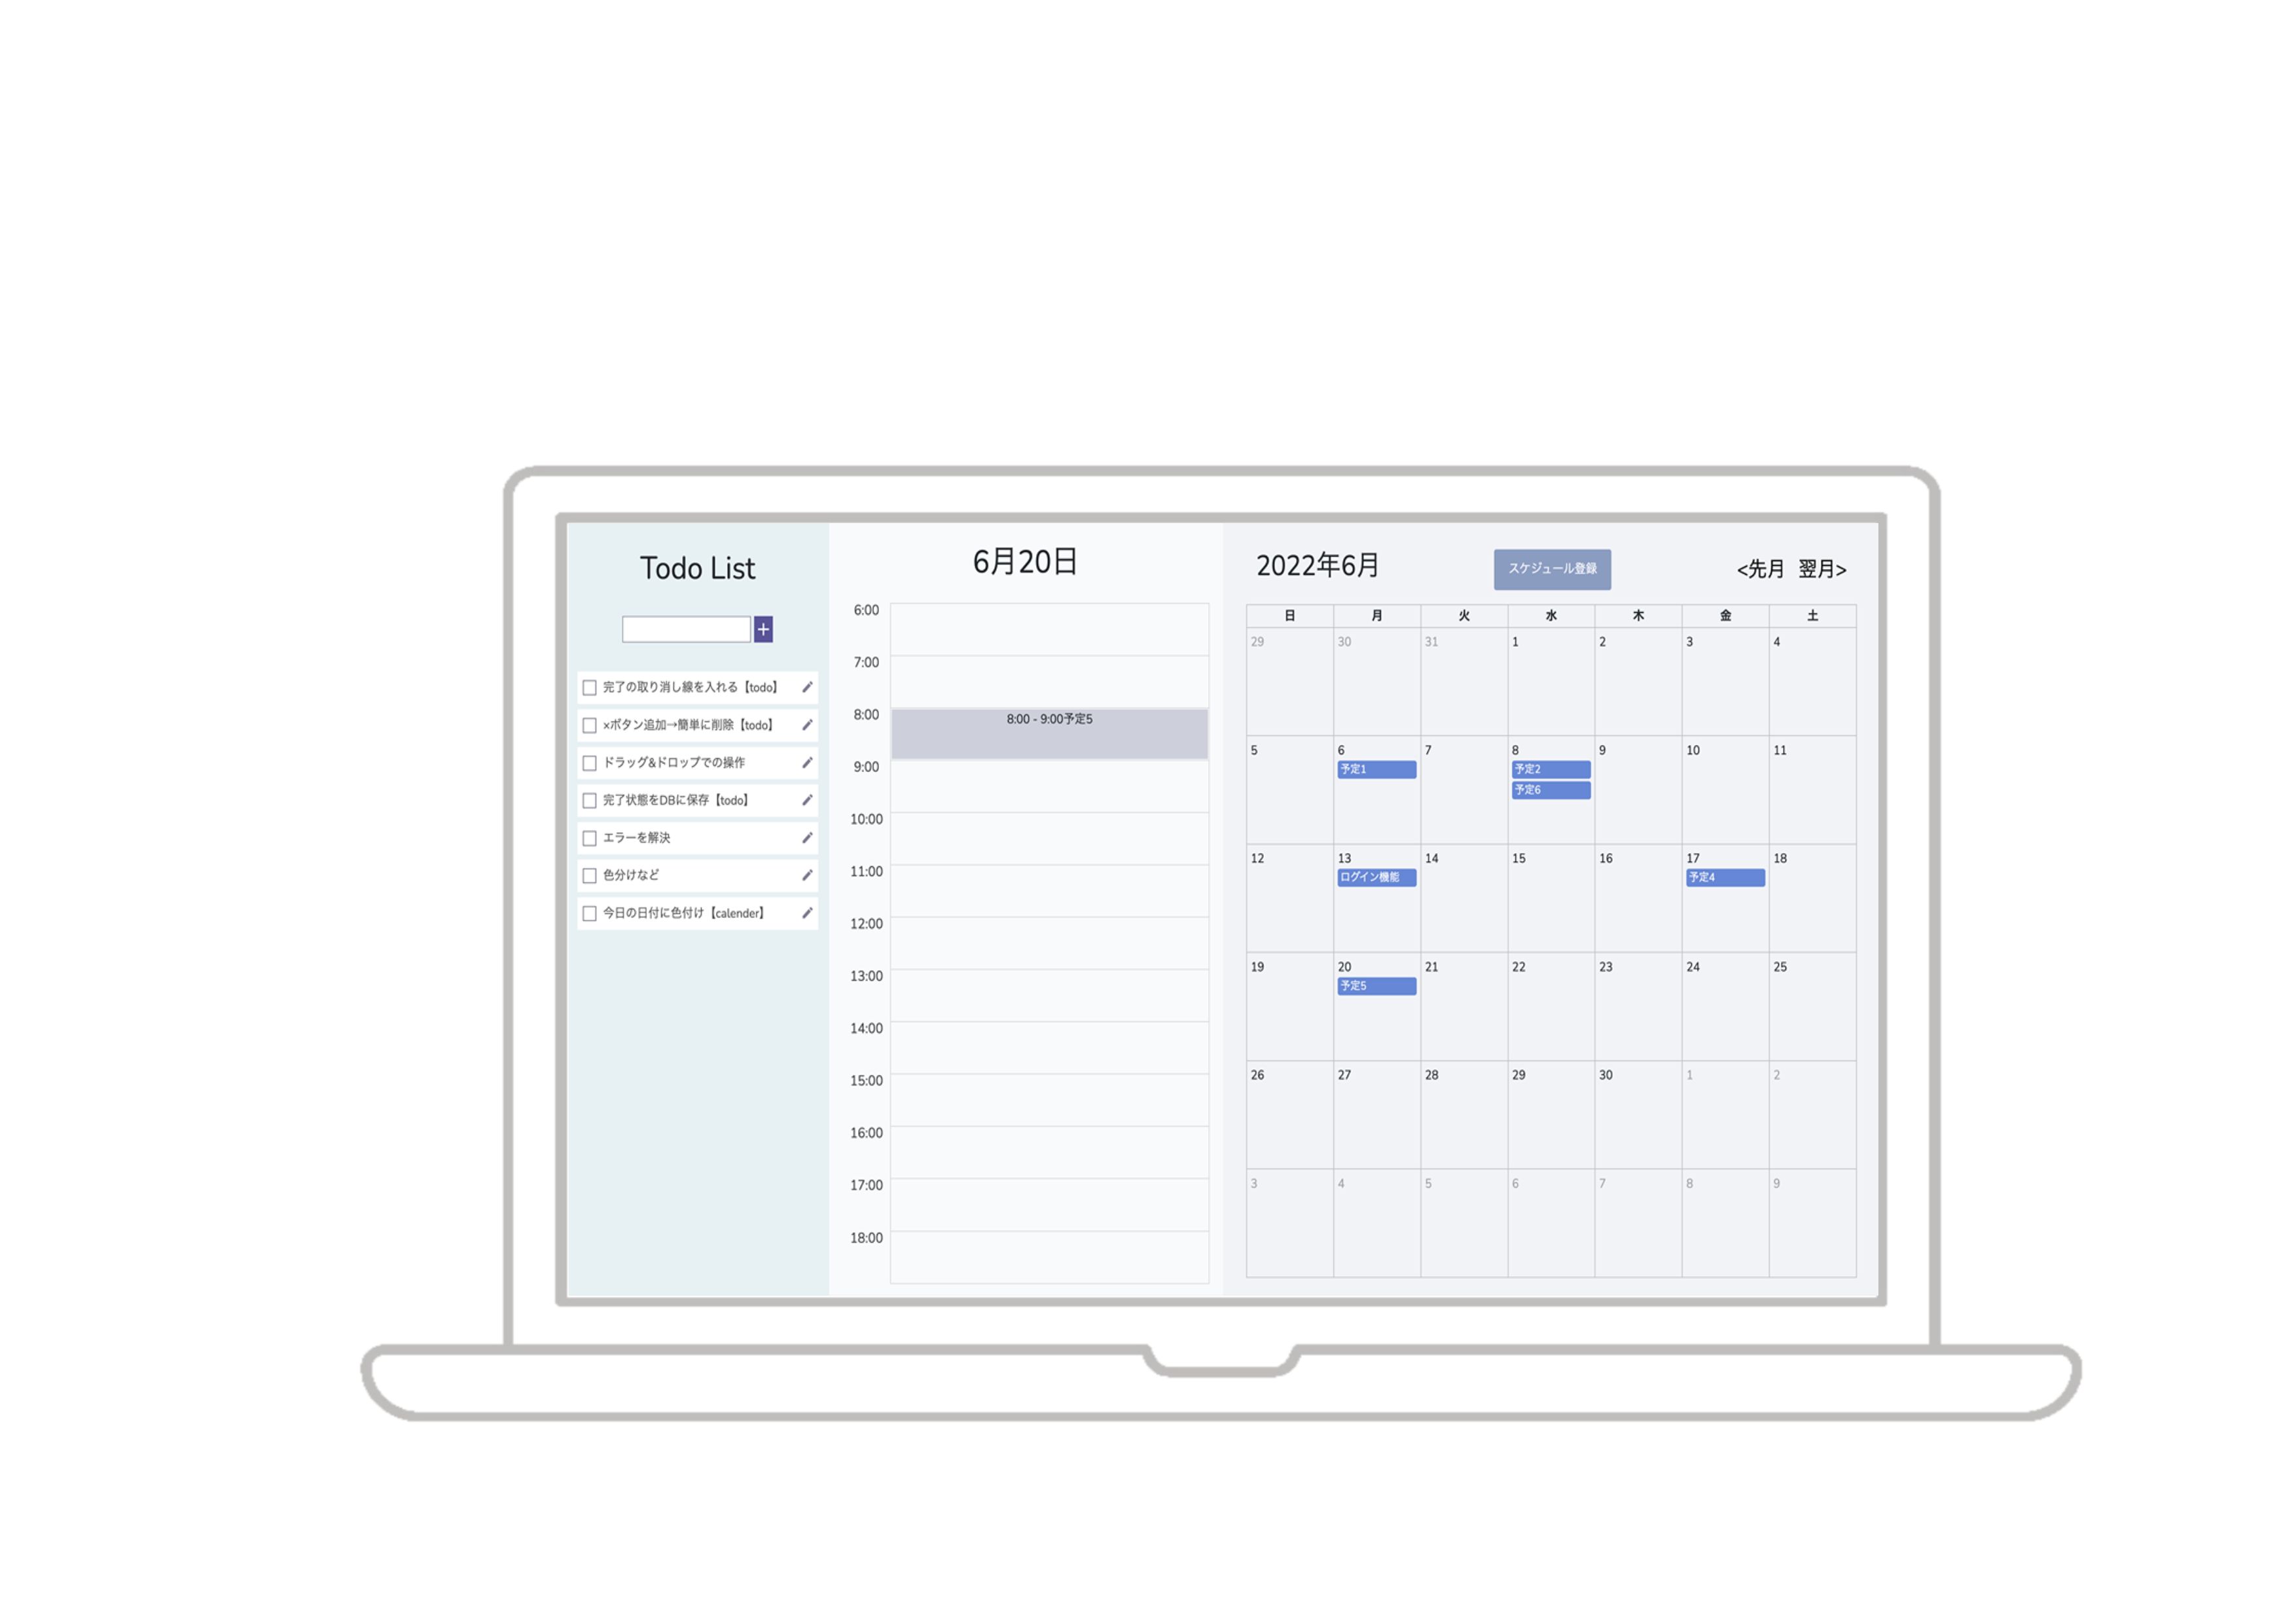 Todo List
+
完了の取り消し線を入れる【todo】
×ボタン追加→簡単に削除【todo】
ドラッグ&ドロップでの操作
完了状態をDBに保存【todo】
エラーを解決
色分けなど
今日の日付に色付け【calender】
6月20日
6:00
7:00
8:00
8:00 - 9:00予定5
9:00
10:00
11:00
12:00
13:00
14:00
15:00
16:00
17:00
18:00
2022年6月
スケジュール登録
<先月 翌月>
日 月 火 水 木 金 土
29 30 31 1 2 3 4
5 6 7 8 9 10 11
予定1 予定2
予定6
12 13 14 15 16 17 18
ログイン機能 予定4
19 20 21 22 23 24 25
予定5
26 27 28 29 30 1 2
3 4 5 6 7 8 9